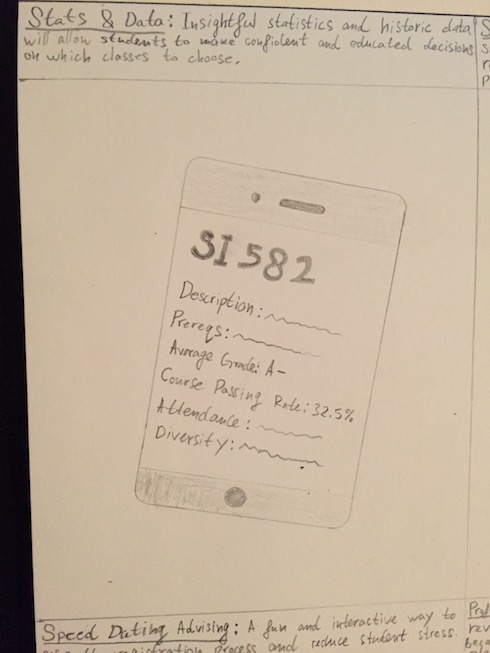 Stats & Data: Insightful statistics and historic data
will allow students to make confident and educated decisions
on which classes to choose.
SI 582
Description:
Prereqs:
Average Grade: A-
Course Passing Rate: 32.5%
Attendance:
Diversity:
Speed Dating Advising: A fun and interactive way to
registration process and reduce student stress.